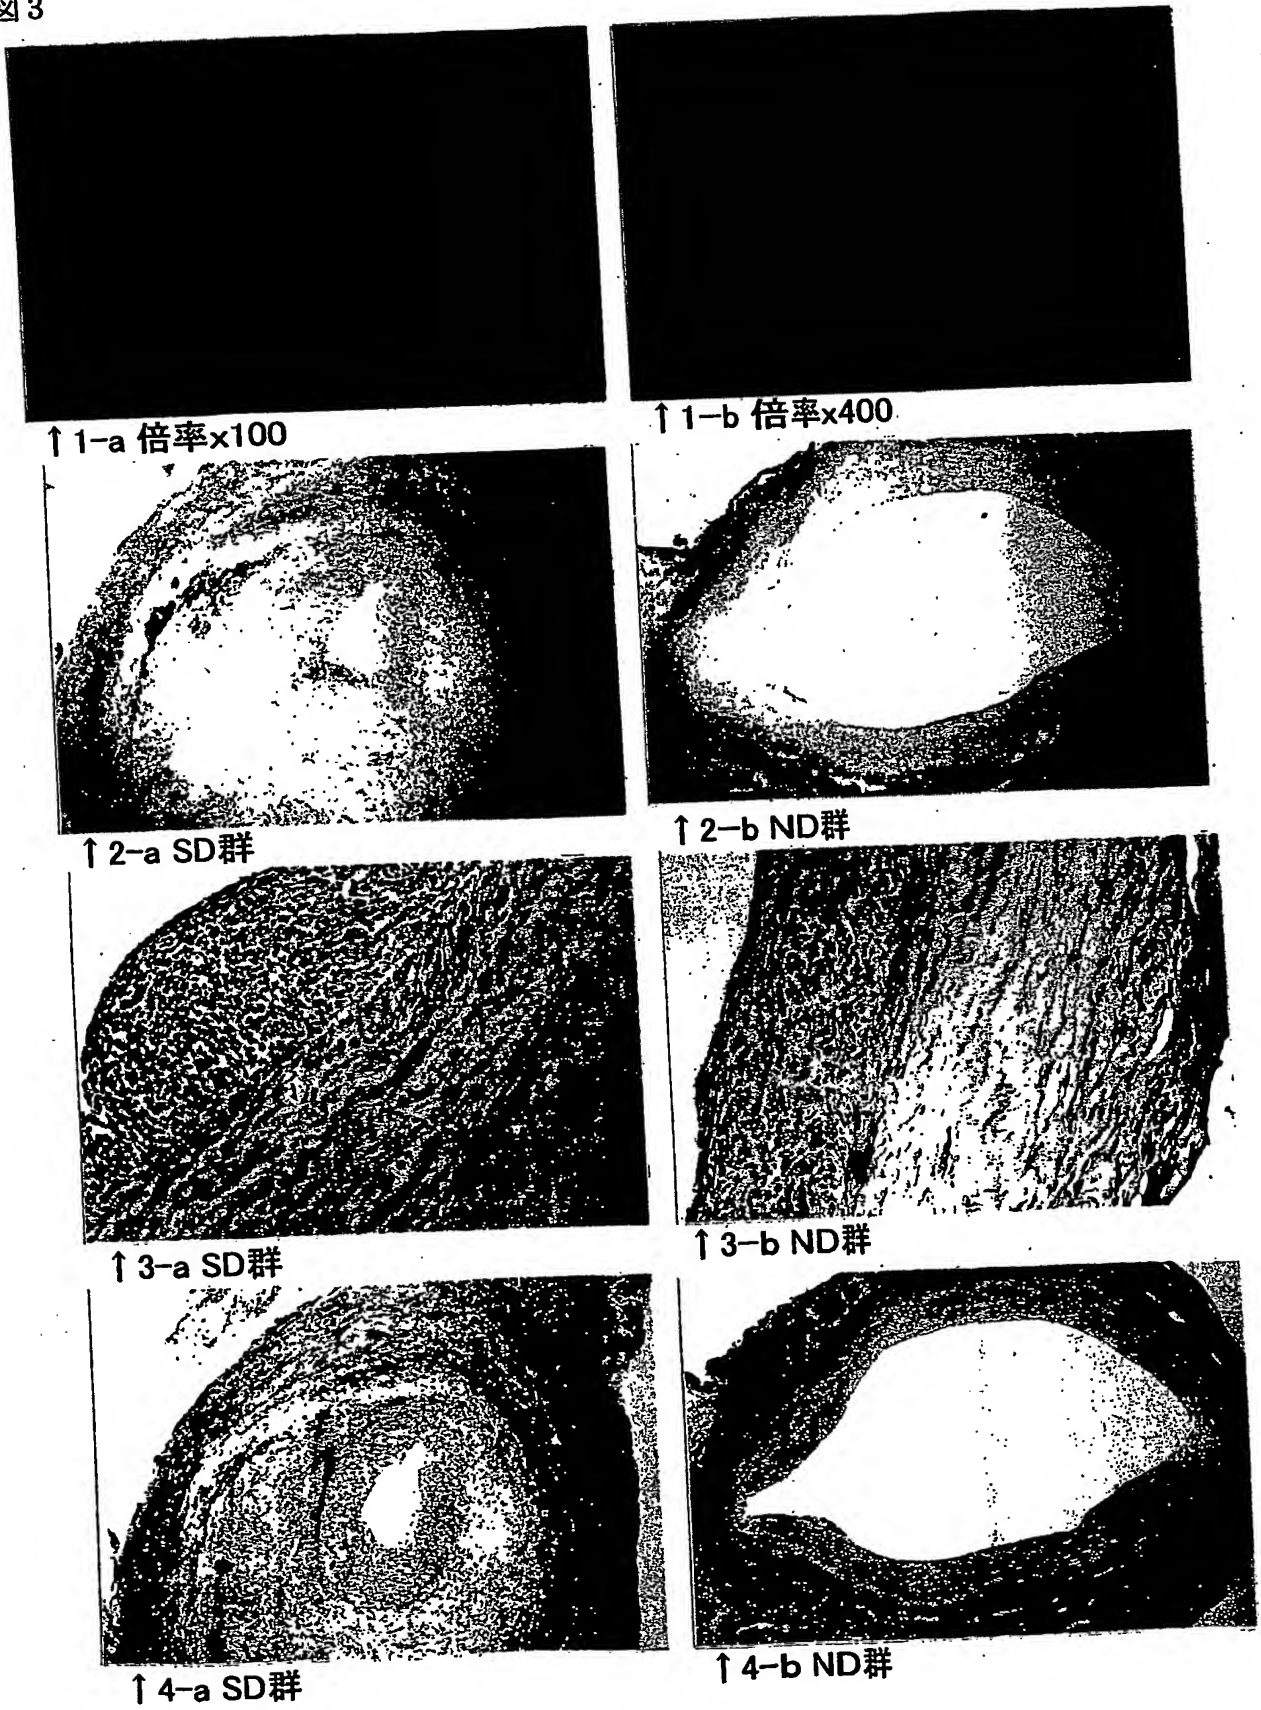 図3
↑1-a 倍率x100
↑1-b 倍率x400
↑2-a SD群
↑2-b ND群
↑3-a SD群
↑3-b ND群
↑4-a SD群
↑4-b ND群